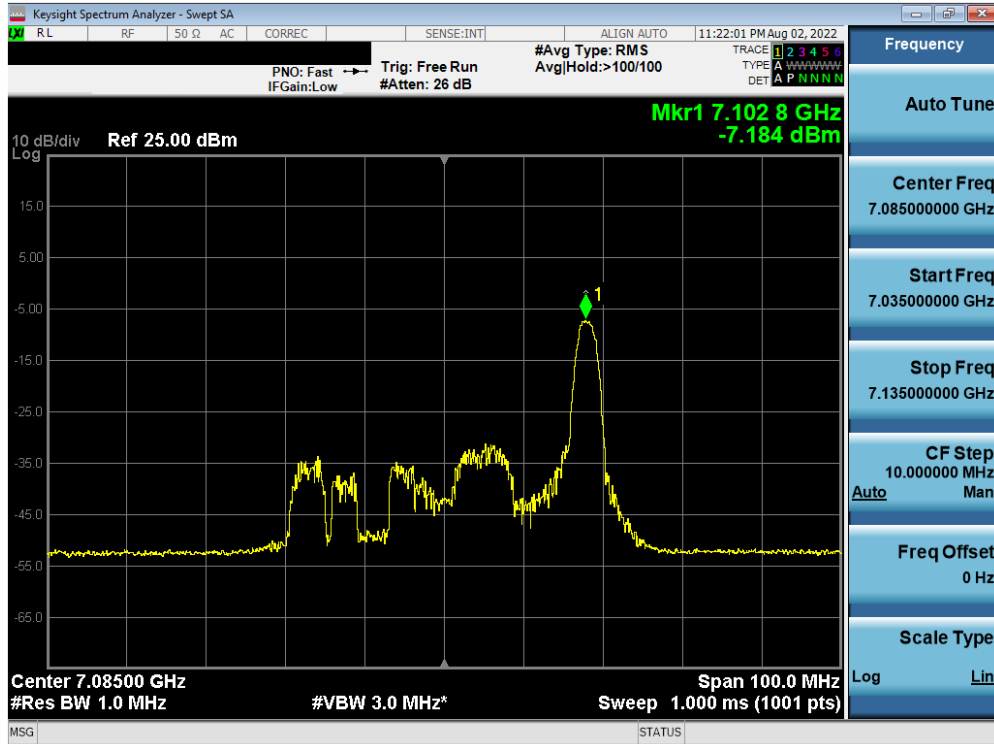 Keysight Spectrum Analyzer - Swept SA
LXI RL RF 50 Ω AC CORREC SENSE:INT ALIGN AUTO 11:22:01 PM Aug 02, 2022
PNO: Fast
IFGain:Low
Trig: Free Run
#Atten: 26 dB
#Avg Type: RMS
Avg|Hold:>100/100
TRACE 1 2 3 4 5 6
TYPE A WWWWW
DET A P N N N N
Mkr1 7.102 8 GHz
-7.184 dBm
10 dB/div Ref 25.00 dBm
Log
15.0
5.00
-5.00
-15.0
-25.0
-35.0
-45.0
-55.0
-65.0
1
Center 7.08500 GHz Span 100.0 MHz
#Res BW 1.0 MHz #VBW 3.0 MHz* Sweep 1.000 ms (1001 pts)
MSG STATUS
Frequency
Auto Tune
Center Freq
7.085000000 GHz
Start Freq
7.035000000 GHz
Stop Freq
7.135000000 GHz
CF Step
10.000000 MHz
Auto Man
Freq Offset
0 Hz
Scale Type
Log Lin